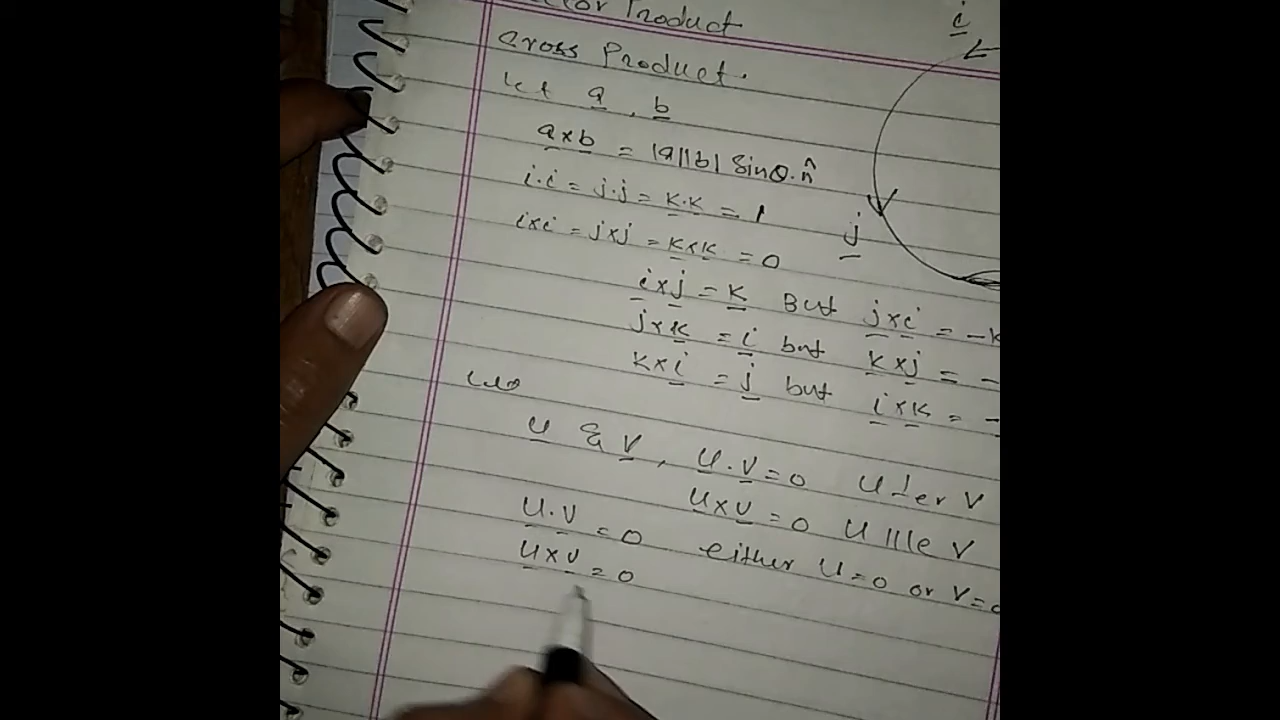 Product
i
Cross Product.
let a, b
a×b = |a||b| Sinθ.n̂
i.i = j.j = k.k = 1
j
i×i = j×j = k×k = 0
i×j = k But j×i = -k
j×k = i but k×j = -
k×i = j but i×k = -
u & v, u.v=0 u ⊥er v
u×v = 0 u ||le v
u.v = 0 either u=0 or v=0
u×v = 0